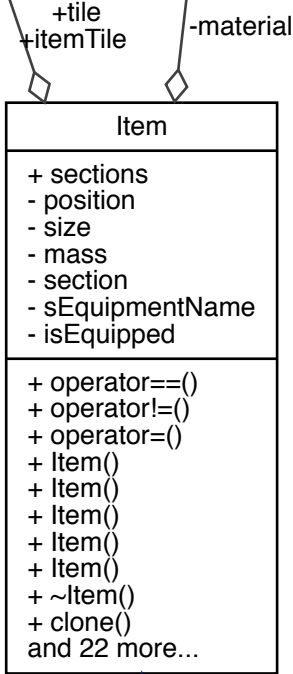 +tile
+itemTile
-material
Item
+ sections
- position
- size
- mass
- section
- sEquipmentName
- isEquipped
+ operator==()
+ operator!=()
+ operator=()
+ Item()
+ Item()
+ Item()
+ Item()
+ Item()
+ ~Item()
+ clone()
and 22 more...